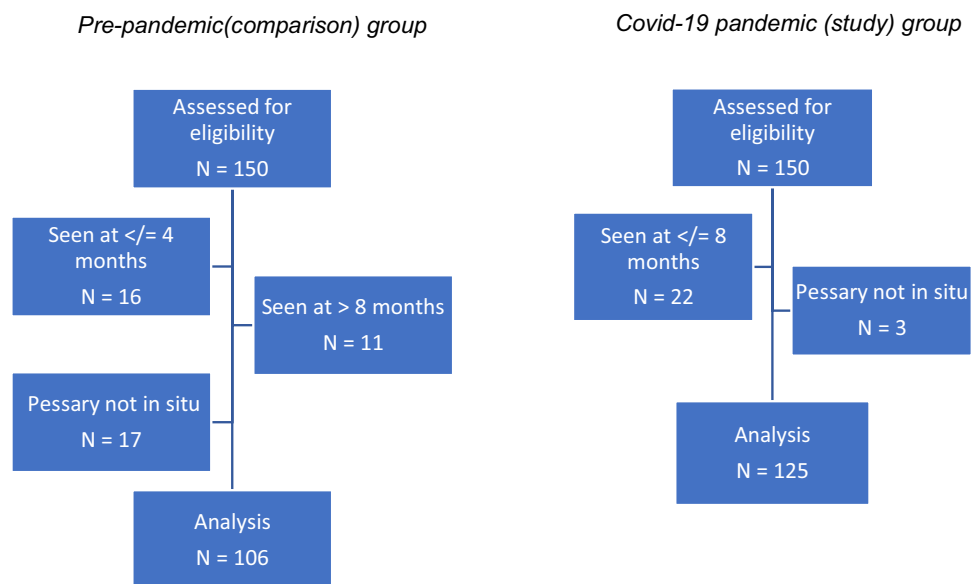 Pre-pandemic(comparison) group
Assessed for
eligibility
N = 150
Seen at </= 4
months
N = 16
Seen at > 8 months
N = 11
Pessary not in situ
N = 17
Analysis
N = 106
Covid-19 pandemic (study) group
Assessed for
eligibility
N = 150
Seen at </= 8
months
N = 22
Pessary not in situ
N = 3
Analysis
N = 125